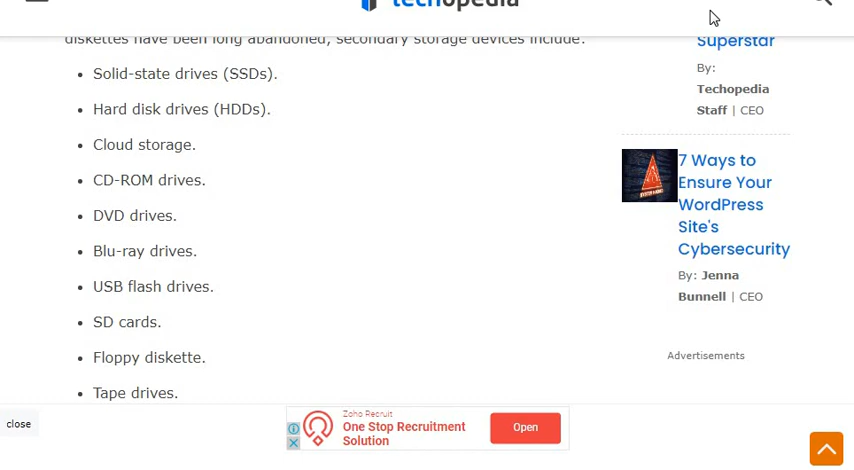 techopedia
diskettes have been long abandoned, secondary storage devices include:
• Solid-state drives (SSDs).
• Hard disk drives (HDDs).
• Cloud storage.
• CD-ROM drives.
• DVD drives.
• Blu-ray drives.
• USB flash drives.
• SD cards.
• Floppy diskette.
• Tape drives.
Superstar
By:
Techopedia
Staff | CEO
7 Ways to
Ensure Your
WordPress
Site's
Cybersecurity
By: Jenna
Bunnell | CEO
Advertisements
close
Zoho Recruit
One Stop Recruitment
Solution
Open